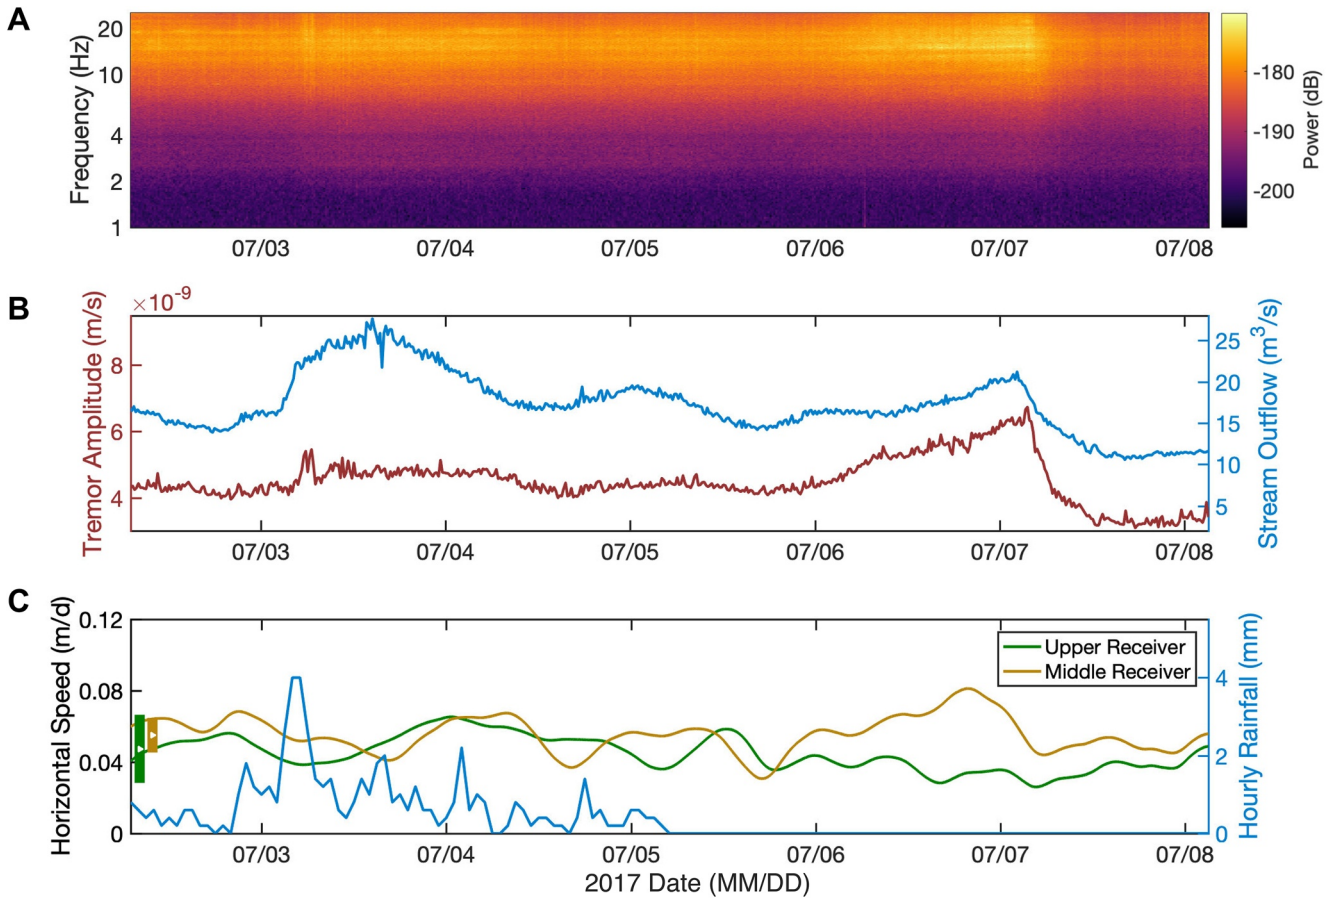 A
Frequency (Hz)
20
10
4
2
1
07/03 07/04 07/05 07/06 07/07 07/08
-180
-190
-200
Power (dB)
B
×10-9
Tremor Amplitude (m/s)
8
6
4
25
20
15
10
5
Stream Outflow (m3/s)
07/03 07/04 07/05 07/06 07/07 07/08
C
Horizontal Speed (m/d)
0.12
0.08
0.04
0
Upper Receiver
Middle Receiver
4
2
0
Hourly Rainfall (mm)
07/03 07/04 07/05 07/06 07/07 07/08
2017 Date (MM/DD)